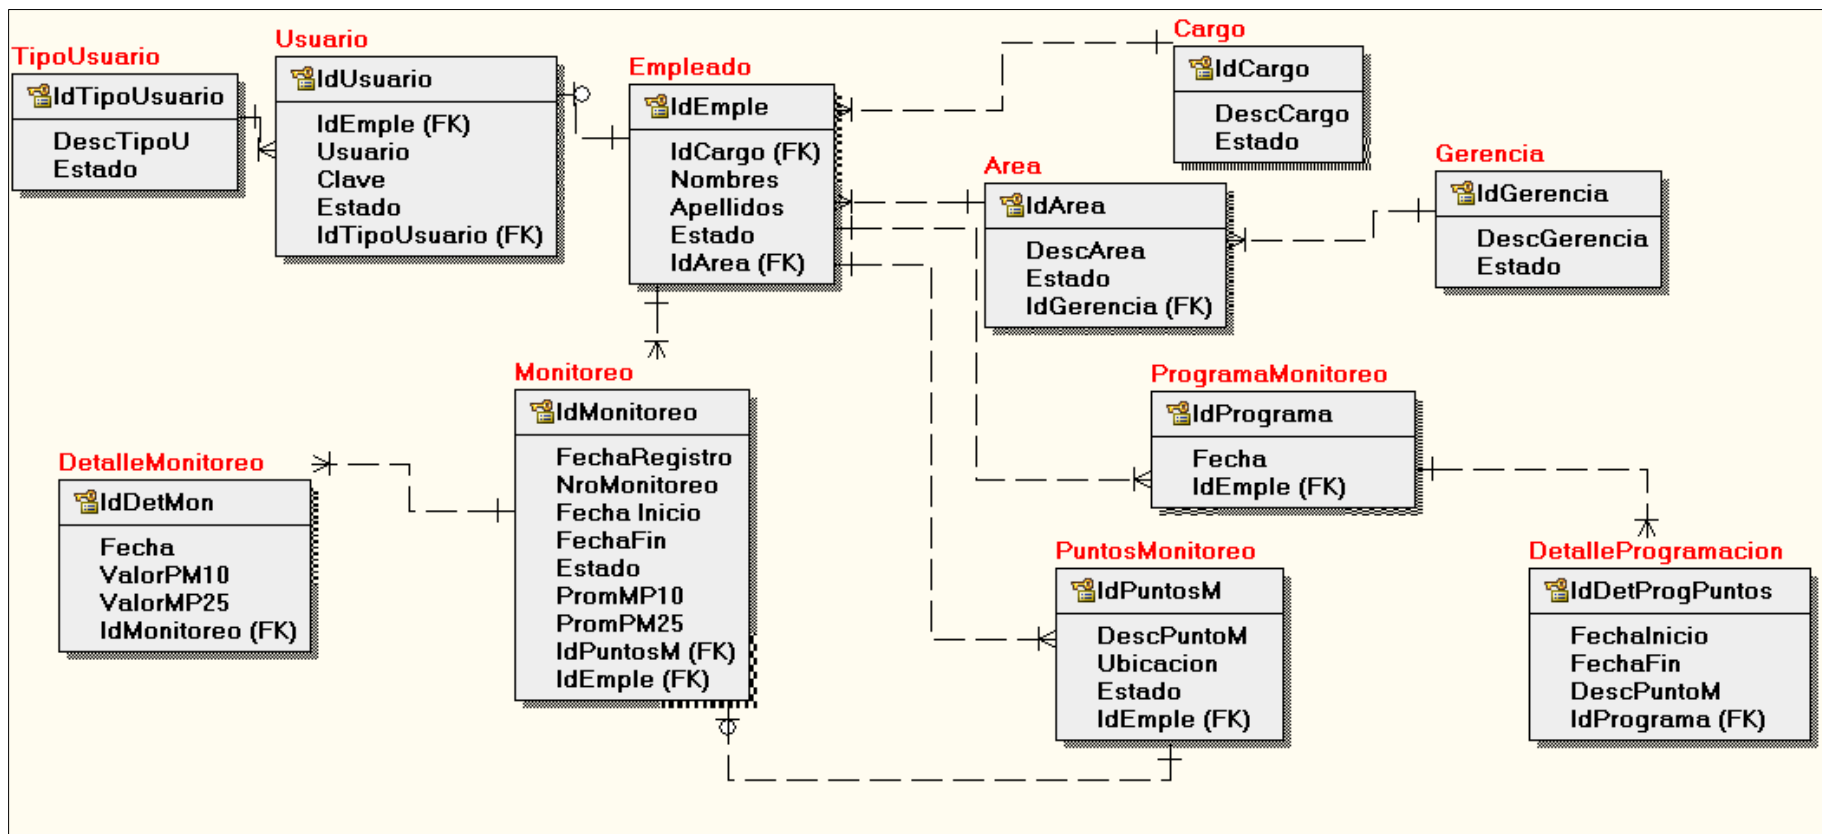 TipoUsuario
IdTipoUsuario
DescTipoU
Estado
Usuario
IdUsuario
IdEmple (FK)
Usuario
Clave
Estado
IdTipoUsuario (FK)
Empleado
IdEmple
IdCargo (FK)
Nombres
Apellidos
Estado
IdArea (FK)
Cargo
IdCargo
DescCargo
Estado
Area
IdArea
DescArea
Estado
IdGerencia (FK)
Gerencia
IdGerencia
DescGerencia
Estado
DetalleMonitoreo
IdDetMon
Fecha
ValorPM10
ValorMP25
IdMonitoreo (FK)
Monitoreo
IdMonitoreo
FechaRegistro
NroMonitoreo
Fecha Inicio
FechaFin
Estado
PromMP10
PromPM25
IdPuntosM (FK)
IdEmple (FK)
ProgramaMonitoreo
IdPrograma
Fecha
IdEmple (FK)
PuntosMonitoreo
IdPuntosM
DescPuntoM
Ubicacion
Estado
IdEmple (FK)
DetalleProgramacion
IdDetProgPuntos
FechaInicio
FechaFin
DescPuntoM
IdPrograma (FK)